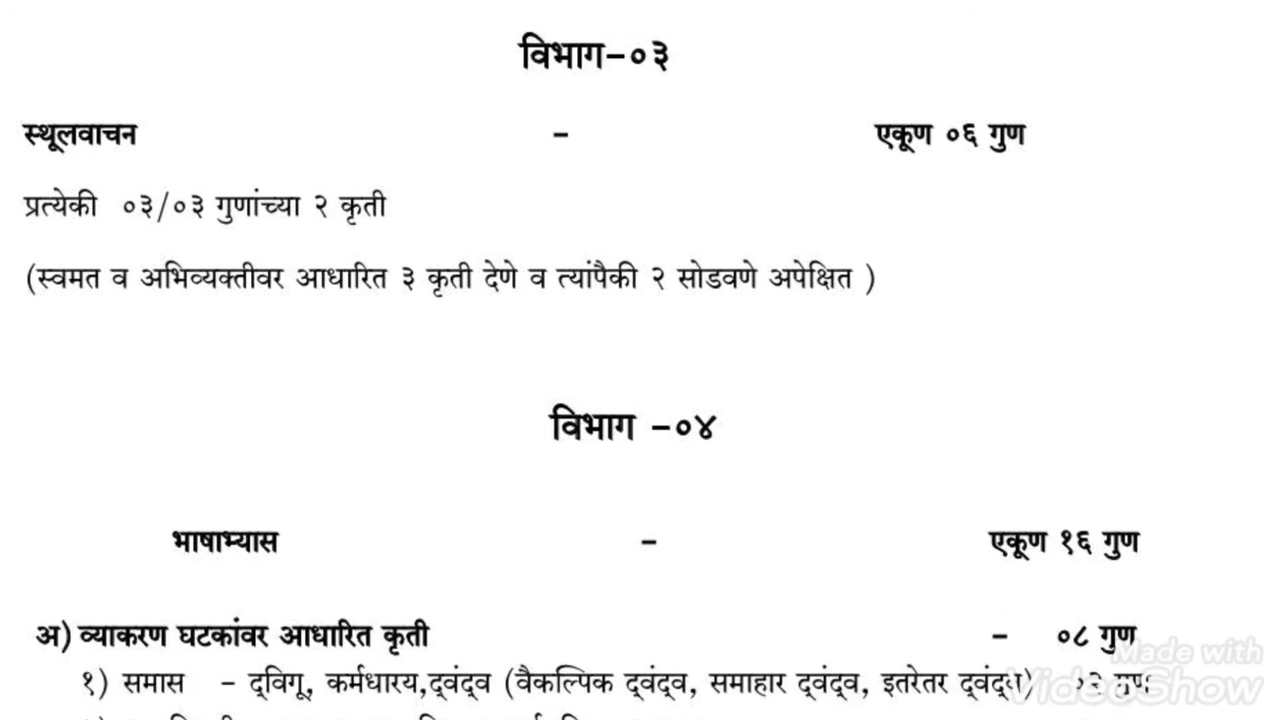 विभाग-०३
स्थूलवाचन - एकूण ०६ गुण
प्रत्येकी ०३/०३ गुणांच्या २ कृती
(स्वमत व अभिव्यक्तीवर आधारित ३ कृती देणे व त्यांपैकी २ सोडवणे अपेक्षित )
विभाग -०४
भाषाभ्यास - एकूण १६ गुण
अ) व्याकरण घटकांवर आधारित कृती - ०८ गुण
१) समास - द्विगू, कर्मधारय,द्वंद्व (वैकल्पिक द्वंद्व, समाहार द्वंद्व, इतरेतर द्वंद्व) गुण
Made with
VideoShow